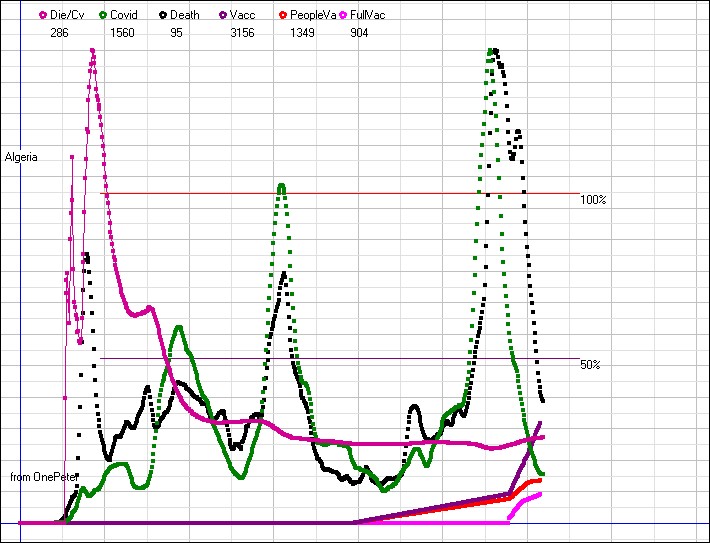 Die/Cv Covid Death Vacc PeopleVa FullVac
286 1560 95 3156 1349 904
Algeria
100%
50%
from OnePeter